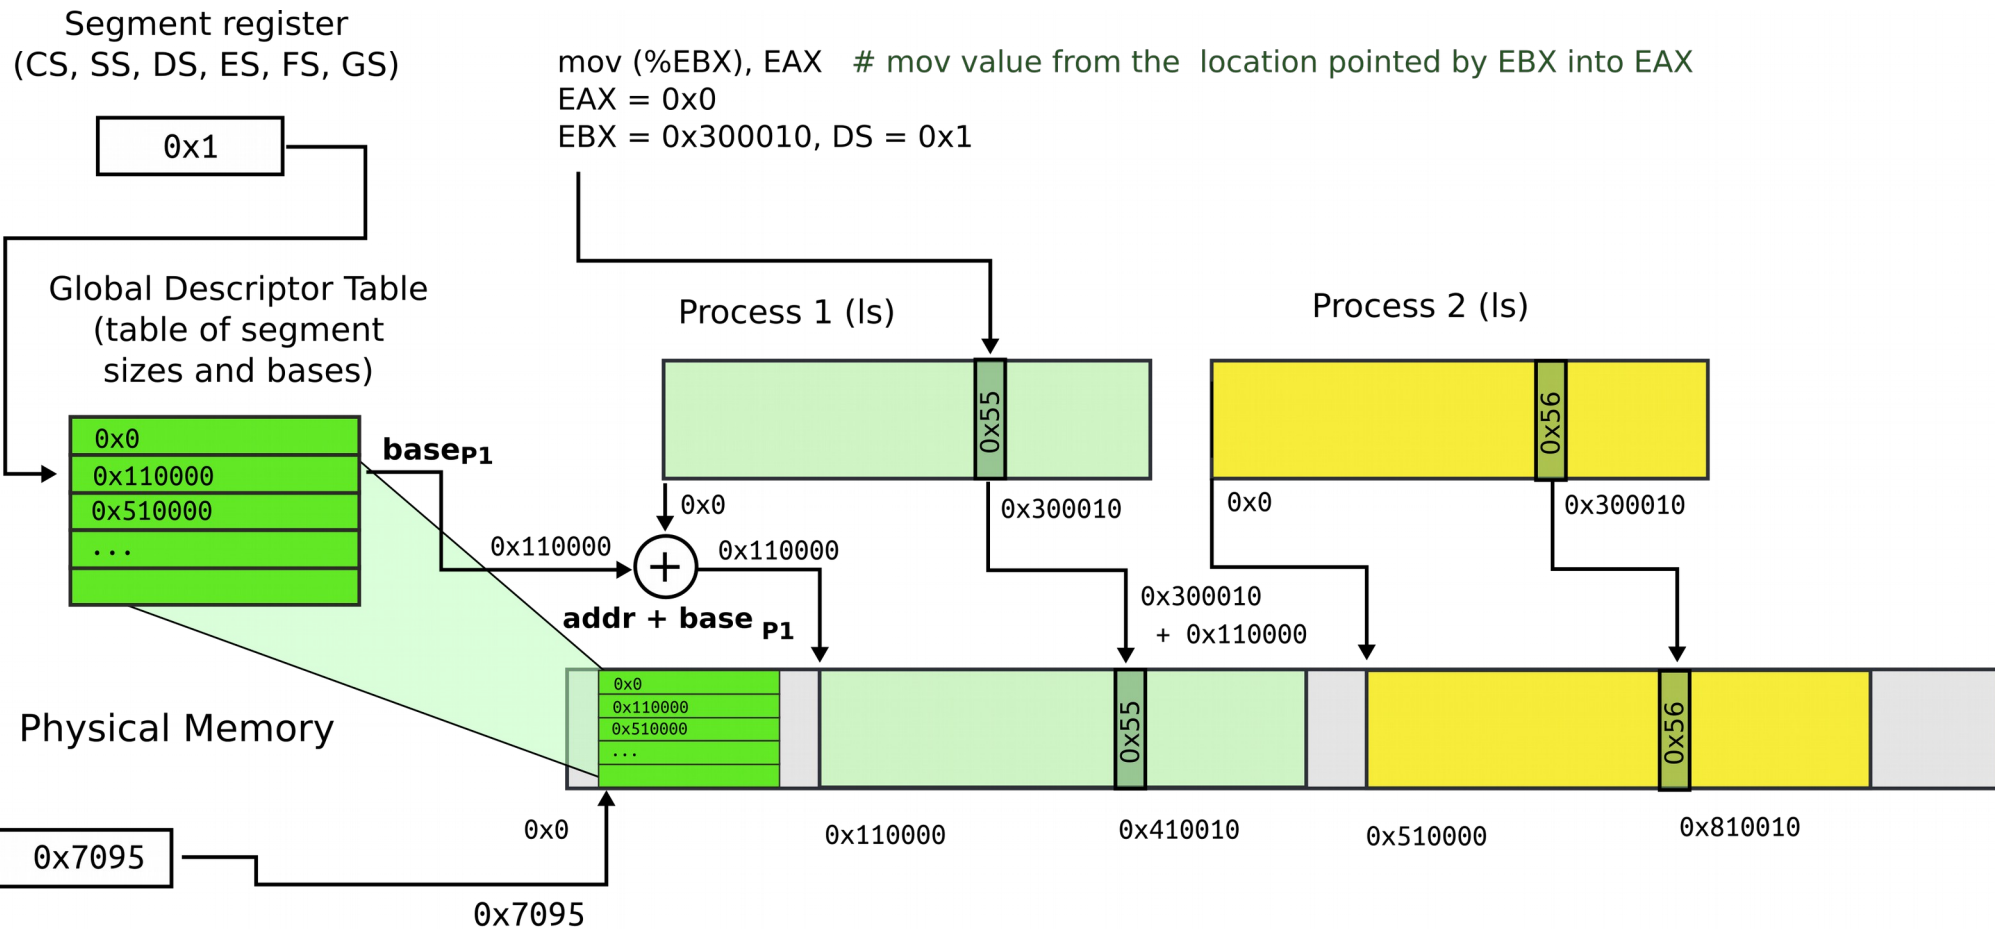 Segment register
(CS, SS, DS, ES, FS, GS)
0x1
mov (%EBX), EAX   # mov value from the  location pointed by EBX into EAX
EAX = 0x0
EBX = 0x300010, DS = 0x1
Global Descriptor Table
(table of segment
sizes and bases)
0x0
0x110000
0x510000
...
baseP1
Process 1 (ls)
0x55
0x0
0x300010
Process 2 (ls)
0x56
0x0
0x300010
0x110000
+
0x110000
addr + base P1
0x300010
+ 0x110000
Physical Memory
0x0
0x110000
0x510000
...
0x55
0x56
0x0
0x110000
0x410010
0x510000
0x810010
0x7095
0x7095